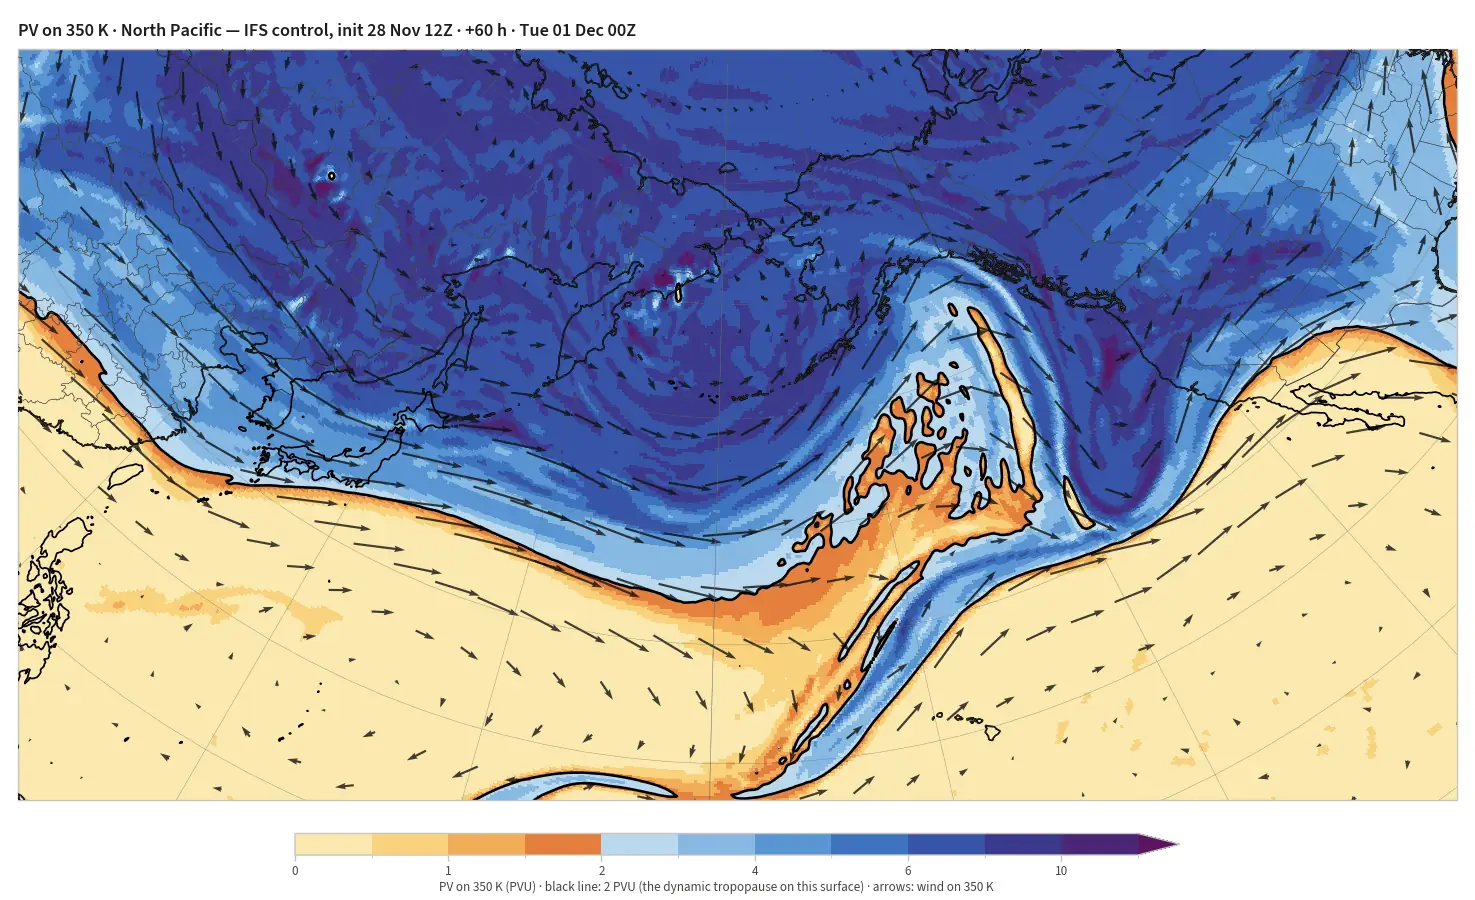 PV on 350 K · North Pacific — IFS control, init 28 Nov 12Z · +60 h · Tue 01 Dec 00Z
0 1 2 4 6 10
PV on 350 K (PVU) · black line: 2 PVU (the dynamic tropopause on this surface) · arrows: wind on 350 K